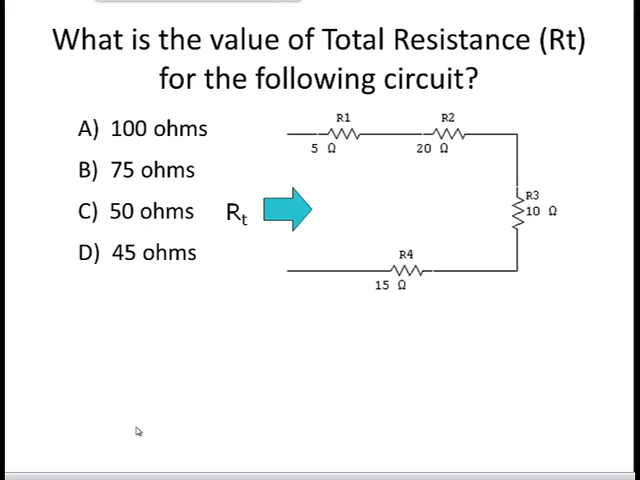 What is the value of Total Resistance (Rt)
for the following circuit?
A) 100 ohms
B) 75 ohms
C) 50 ohms
D) 45 ohms
Rt
R1
5 Ω
R2
20 Ω
R3
10 Ω
R4
15 Ω